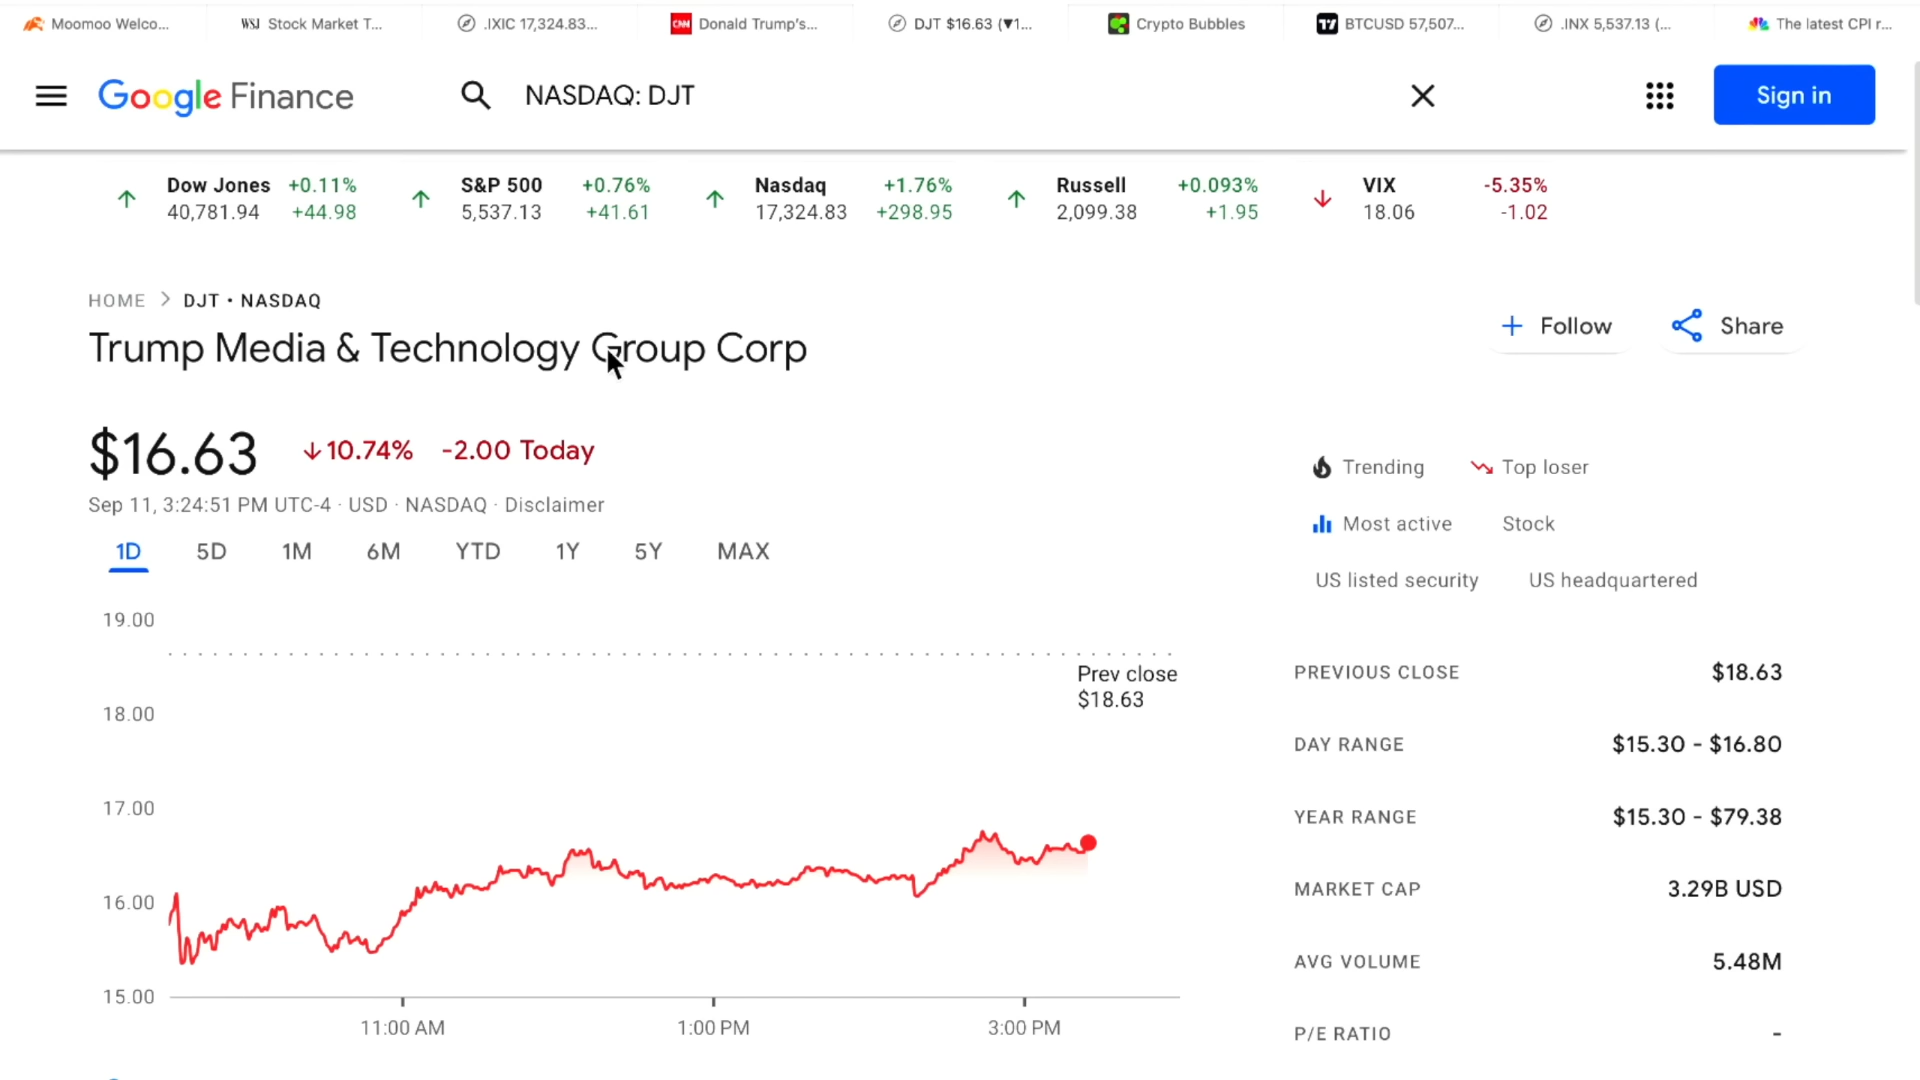 Moomoo Welco...
WSJ Stock Market T...
.IXIC 17,324.83...
CNN Donald Trump's...
DJT $16.63 (▼1...
Crypto Bubbles
BTCUSD 57,507...
.INX 5,537.13 (...
The latest CPI r...
Google Finance
NASDAQ: DJT
Sign in
Dow Jones +0.11%
40,781.94 +44.98
S&P 500 +0.76%
5,537.13 +41.61
Nasdaq +1.76%
17,324.83 +298.95
Russell +0.093%
2,099.38 +1.95
VIX -5.35%
18.06 -1.02
HOME > DJT • NASDAQ
Trump Media & Technology Group Corp
+ Follow
Share
$16.63 ↓10.74% -2.00 Today
Sep 11, 3:24:51 PM UTC-4 · USD · NASDAQ · Disclaimer
1D 5D 1M 6M YTD 1Y 5Y MAX
19.00
18.00
17.00
16.00
15.00
Prev close
$18.63
11:00 AM 1:00 PM 3:00 PM
Trending Top loser
Most active Stock
US listed security US headquartered
PREVIOUS CLOSE $18.63
DAY RANGE $15.30 - $16.80
YEAR RANGE $15.30 - $79.38
MARKET CAP 3.29B USD
AVG VOLUME 5.48M
P/E RATIO -